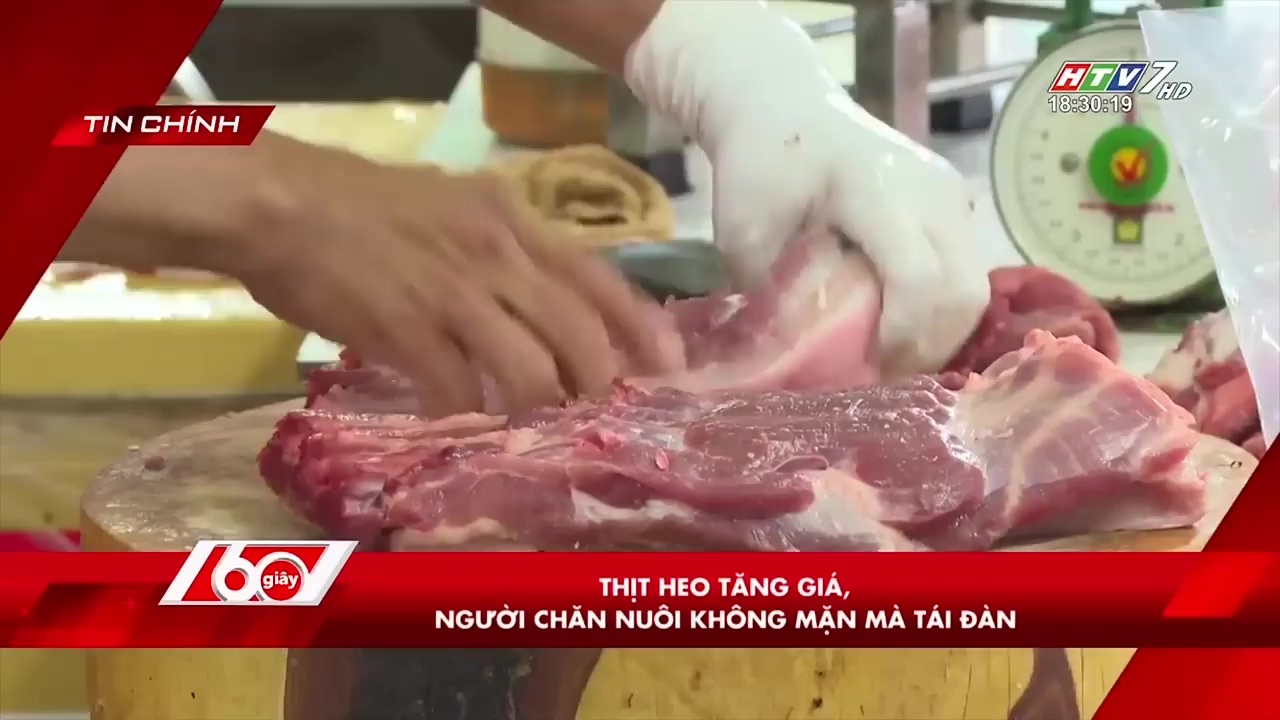 TIN CHÍNH
HTV7 HD
18:30:19
60 giây
THỊT HEO TĂNG GIÁ,
NGƯỜI CHĂN NUÔI KHÔNG MẶN MÀ TÁI ĐÀN